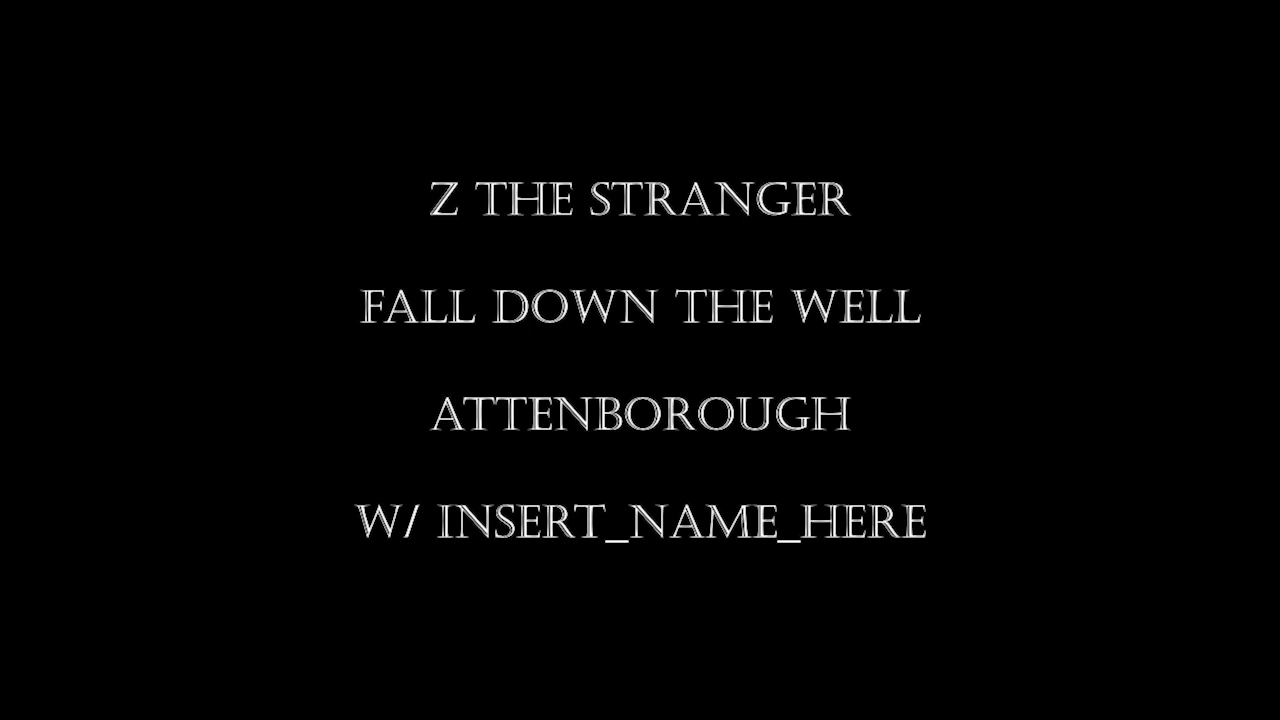 Z THE STRANGER
FALL DOWN THE WELL
ATTENBOROUGH
W/ INSERT_NAME_HERE